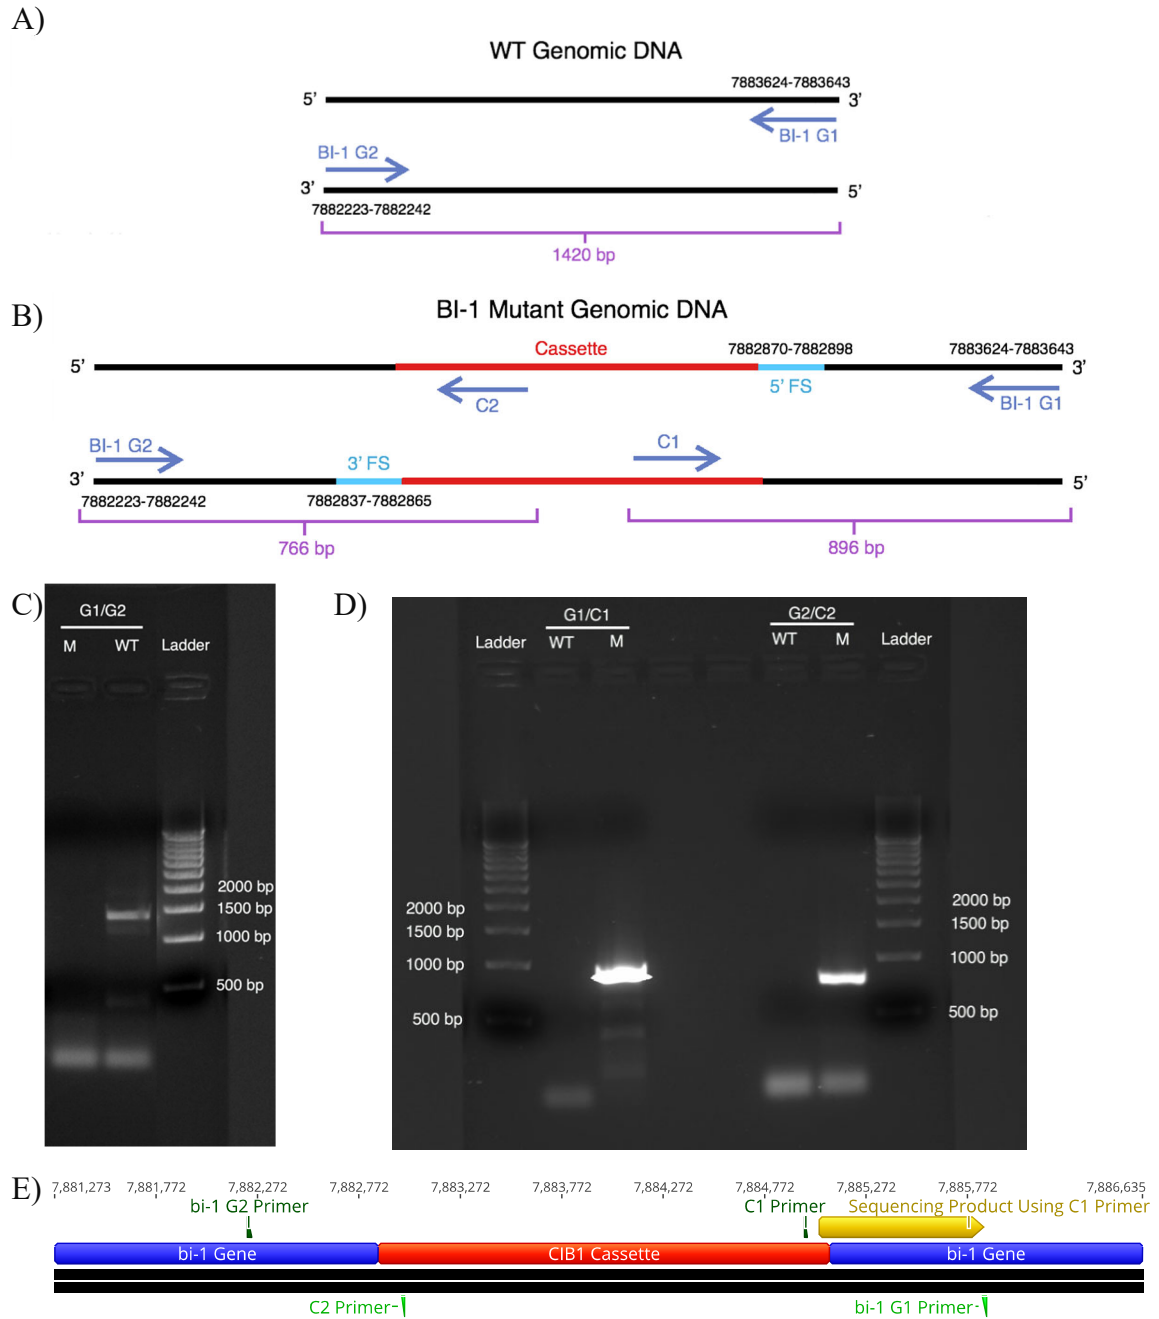 A)
WT Genomic DNA
7883624-7883643
5’
3’
BI-1 G1
BI-1 G2
3’
5’
7882223-7882242
1420 bp
B)
BI-1 Mutant Genomic DNA
Cassette
7882870-7882898
7883624-7883643
5’
3’
C2
5’ FS
BI-1 G1
BI-1 G2
3’ FS
C1
3’
5’
7882223-7882242
7882837-7882865
766 bp
896 bp
C)
G1/G2
M WT Ladder
2000 bp
1500 bp
1000 bp
500 bp
D)
G1/C1 G2/C2
Ladder WT M WT M Ladder
2000 bp
1500 bp
1000 bp
500 bp
2000 bp
1500 bp
1000 bp
500 bp
E)
7,881,273 7,881,772 7,882,272 7,882,772 7,883,272 7,883,772 7,884,272 7,884,772 7,885,272 7,885,772 7,886,635
bi-1 G2 Primer C1 Primer Sequencing Product Using C1 Primer
bi-1 Gene CIB1 Cassette bi-1 Gene
C2 Primer bi-1 G1 Primer